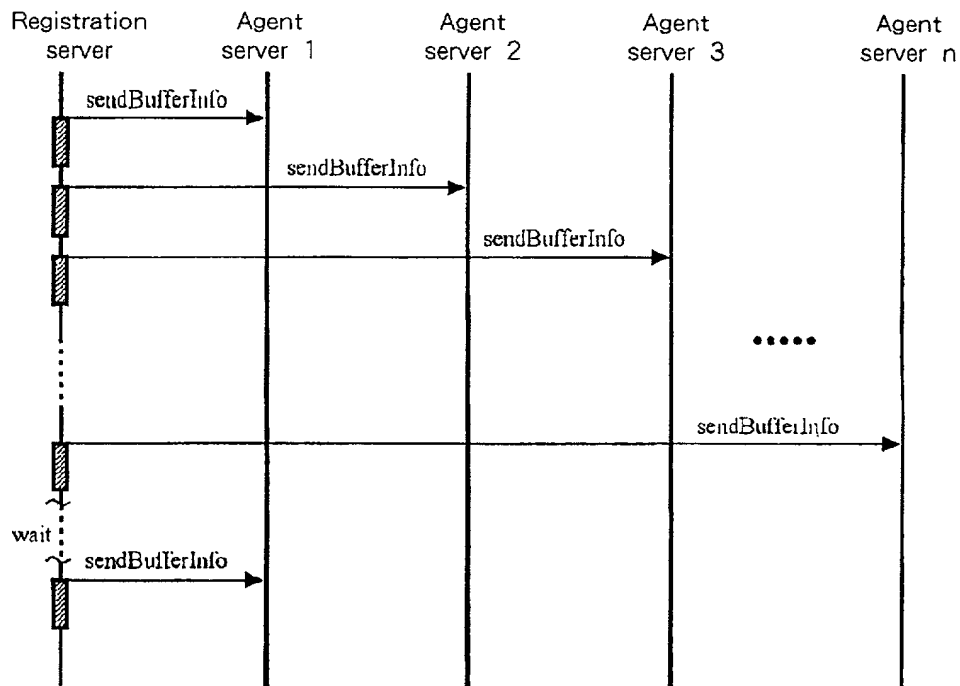 Registration server
Agent server 1
Agent server 2
Agent server 3
Agent server n
sendBufferInfo
sendBufferInfo
sendBufferInfo
sendBufferInfo
wait
sendBufferInfo